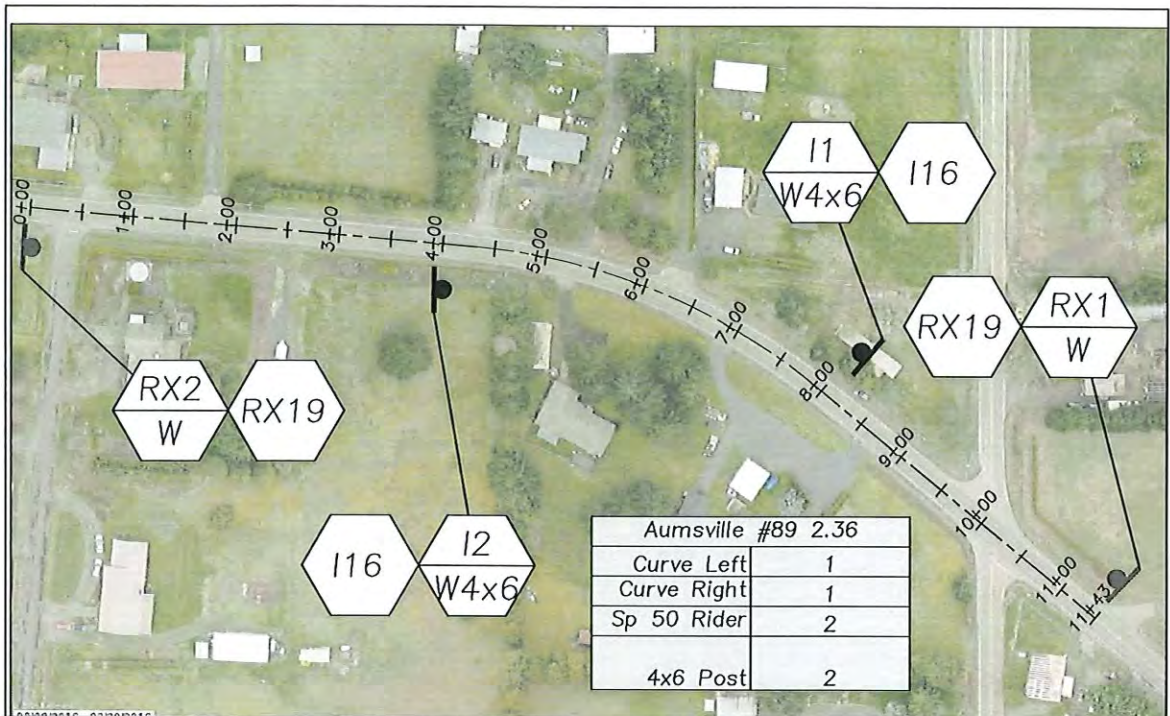 I1
W4x6
I16
0+00
1+00
2+00
3+00
4+00
5+00
6+00
7+00
8+00
9+00
10+00
11+00
11+43
RX19
RX1
W
RX2
W
RX19
I16
I2
W4x6
Aumsville #89 2.36
Curve Left 1
Curve Right 1
Sp 50 Rider 2
4x6 Post 2